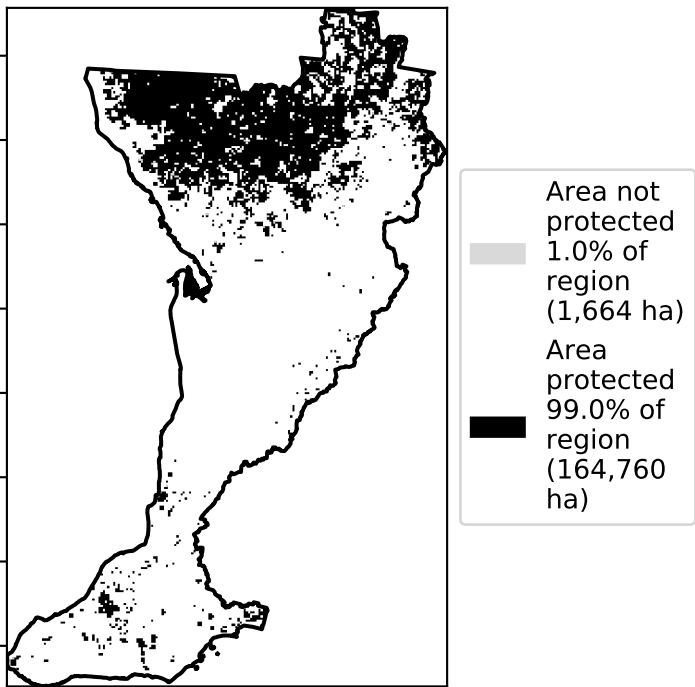 Area not
protected
1.0% of
region
(1,664 ha)
Area
protected
99.0% of
region
(164,760
ha)